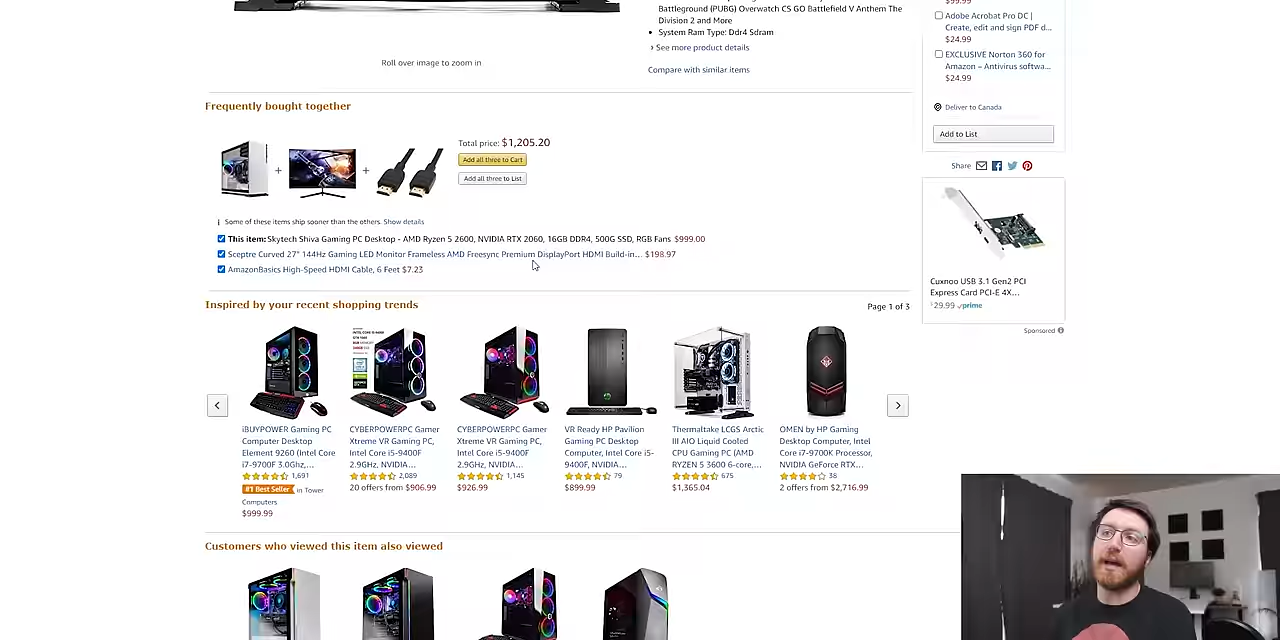 Battleground (PUBG) Overwatch CS GO Battlefield V Anthem The
Division 2 and More
System Ram Type: Ddr4 Sdram
› See more product details
Compare with similar items
Roll over image to zoom in
$99.99
Adobe Acrobat Pro DC |
Create, edit and sign PDF d...
$24.99
EXCLUSIVE Norton 360 for
Amazon – Antivirus softwa...
$24.99
Deliver to Canada
Add to List
Share
Frequently bought together
Total price: $1,205.20
Add all three to Cart
Add all three to List
i Some of these items ship sooner than the others. Show details
This item: Skytech Shiva Gaming PC Desktop - AMD Ryzen 5 2600, NVIDIA RTX 2060, 16GB DDR4, 500G SSD, RGB Fans $999.00
Sceptre Curved 27" 144Hz Gaming LED Monitor Frameless AMD Freesync Premium DisplayPort HDMI Build-in... $198.97
AmazonBasics High-Speed HDMI Cable, 6 Feet $7.23
Cuxnoo USB 3.1 Gen2 PCI
Express Card PCI-E 4X...
$29.99 prime
Sponsored
Inspired by your recent shopping trends
Page 1 of 3
iBUYPOWER Gaming PC
Computer Desktop
Element 9260 (Intel Core
i7-9700F 3.0Ghz,...
1,691
#1 Best Seller in Tower
Computers
$999.99
CYBERPOWERPC Gamer
Xtreme VR Gaming PC,
Intel Core i5-9400F
2.9GHz, NVIDIA...
2,089
20 offers from $906.99
CYBERPOWERPC Gamer
Xtreme VR Gaming PC,
Intel Core i5-9400F
2.9GHz, NVIDIA...
1,145
$926.99
VR Ready HP Pavilion
Gaming PC Desktop
Computer, Intel Core i5-
9400F, NVIDIA...
79
$899.99
Thermaltake LCGS Arctic
III AIO Liquid Cooled
CPU Gaming PC (AMD
RYZEN 5 3600 6-core,...
675
$1,365.04
OMEN by HP Gaming
Desktop Computer, Intel
Core i7-9700K Processor,
NVIDIA GeForce RTX...
38
2 offers from $2,716.99
Customers who viewed this item also viewed